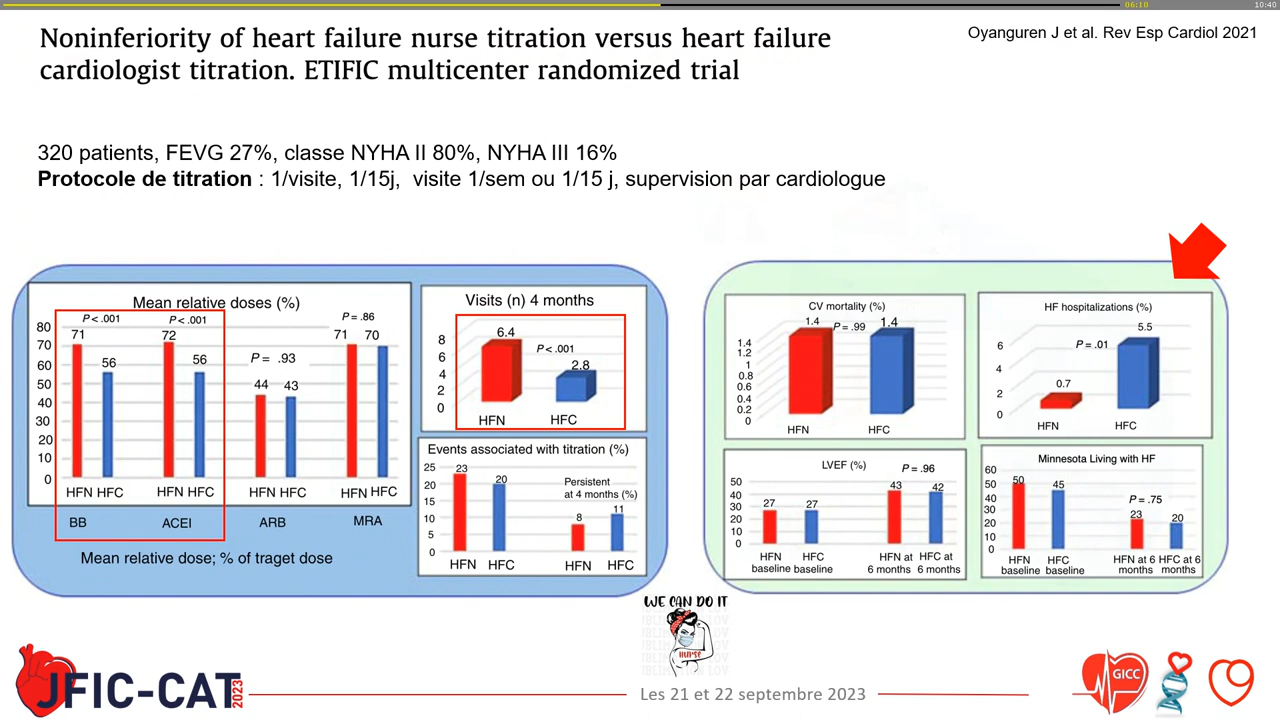 06:10
10:40
Noninferiority of heart failure nurse titration versus heart failure
cardiologist titration. ETIFIC multicenter randomized trial
Oyanguren J et al. Rev Esp Cardiol 2021
320 patients, FEVG 27%, classe NYHA II 80%, NYHA III 16%
Protocole de titration : 1/visite, 1/15j, visite 1/sem ou 1/15 j, supervision par cardiologue
Mean relative doses (%)
P < .001
P < .001
P = .86
80
70
60
50
40
30
20
10
0
71
56
72
56
P = .93
44
43
71
70
HFN HFC
HFN HFC
HFN HFC
HFN HFC
BB
ACEI
ARB
MRA
Mean relative dose; % of traget dose
Visits (n) 4 months
8
6
4
2
0
6.4
P < .001
2.8
HFN
HFC
Events associated with titration (%)
25
20
15
10
5
0
23
20
Persistent
at 4 months (%)
8
11
HFN
HFC
HFN
HFC
CV mortality (%)
1.4
P = .99
1.4
1.4
1.2
1
0.8
0.6
0.4
0.2
0
HFN
HFC
HF hospitalizations (%)
6
4
2
0
P = .01
5.5
0.7
HFN
HFC
LVEF (%)
P = .96
50
40
30
20
10
0
27
27
43
42
HFN
baseline
HFC
baseline
HFN at
6 months
HFC at
6 months
Minnesota Living with HF
60
50
40
30
20
10
0
50
45
P = .75
23
20
HFN
baseline
HFC
baseline
HFN at 6
months
HFC at 6
months
WE CAN DO IT
NURSE
JFIC-CAT
2023
Les 21 et 22 septembre 2023
GICC